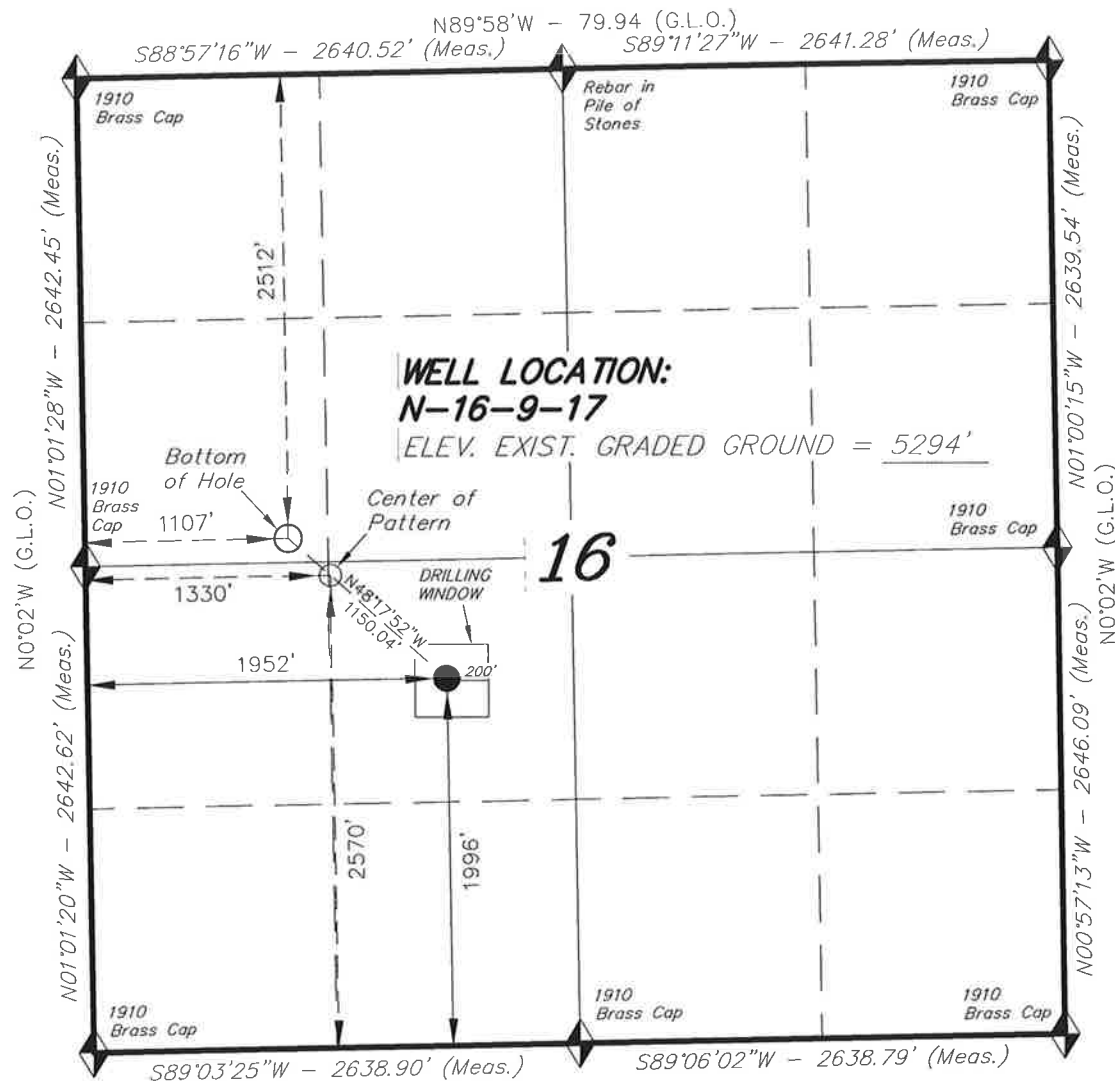 N89°58'W - 79.94 (G.L.O.)
S88°57'16"W - 2640.52' (Meas.)
S89°11'27"W - 2641.28' (Meas.)
1910
Brass Cap
Rebar in
Pile of
Stones
1910
Brass Cap
N01°01'28"W - 2642.45' (Meas.)
2512'
N01°00'15"W - 2639.54' (Meas.)
WELL LOCATION:
N-16-9-17
ELEV. EXIST. GRADED GROUND = 5294'
Bottom
of Hole
1910
Brass
Cap
1107'
Center of
Pattern
1910
Brass Cap
N0°02'W (G.L.O.)
N0°02'W (G.L.O.)
16
1330'
N48°17'52"W
1150.04'
DRILLING
WINDOW
1952'
200'
N01°01'20"W - 2642.62' (Meas.)
2570'
1996'
N00°57'13"W - 2646.09' (Meas.)
1910
Brass Cap
1910
Brass Cap
1910
Brass Cap
S89°03'25"W - 2638.90' (Meas.)
S89°06'02"W - 2638.79' (Meas.)